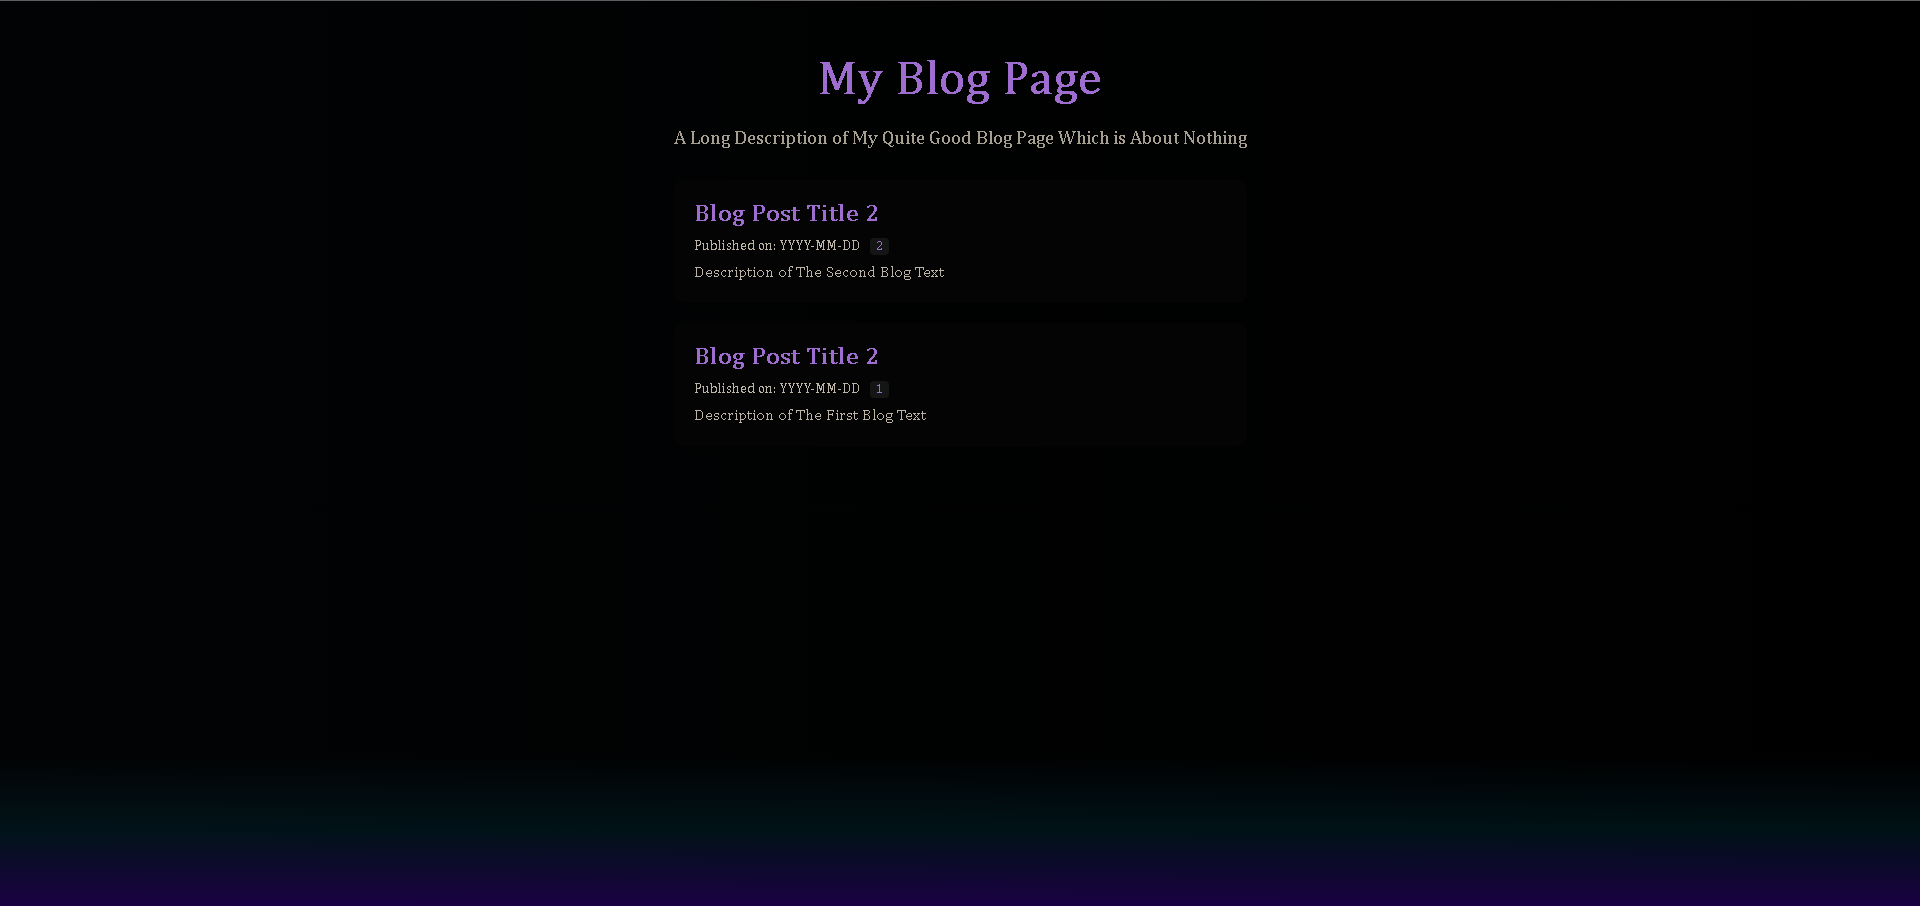 My Blog Page
A Long Description of My Quite Good Blog Page Which is About Nothing
Blog Post Title 2
Published on: YYYY-MM-DD 2
Description of The Second Blog Text
Blog Post Title 2
Published on: YYYY-MM-DD 1
Description of The First Blog Text